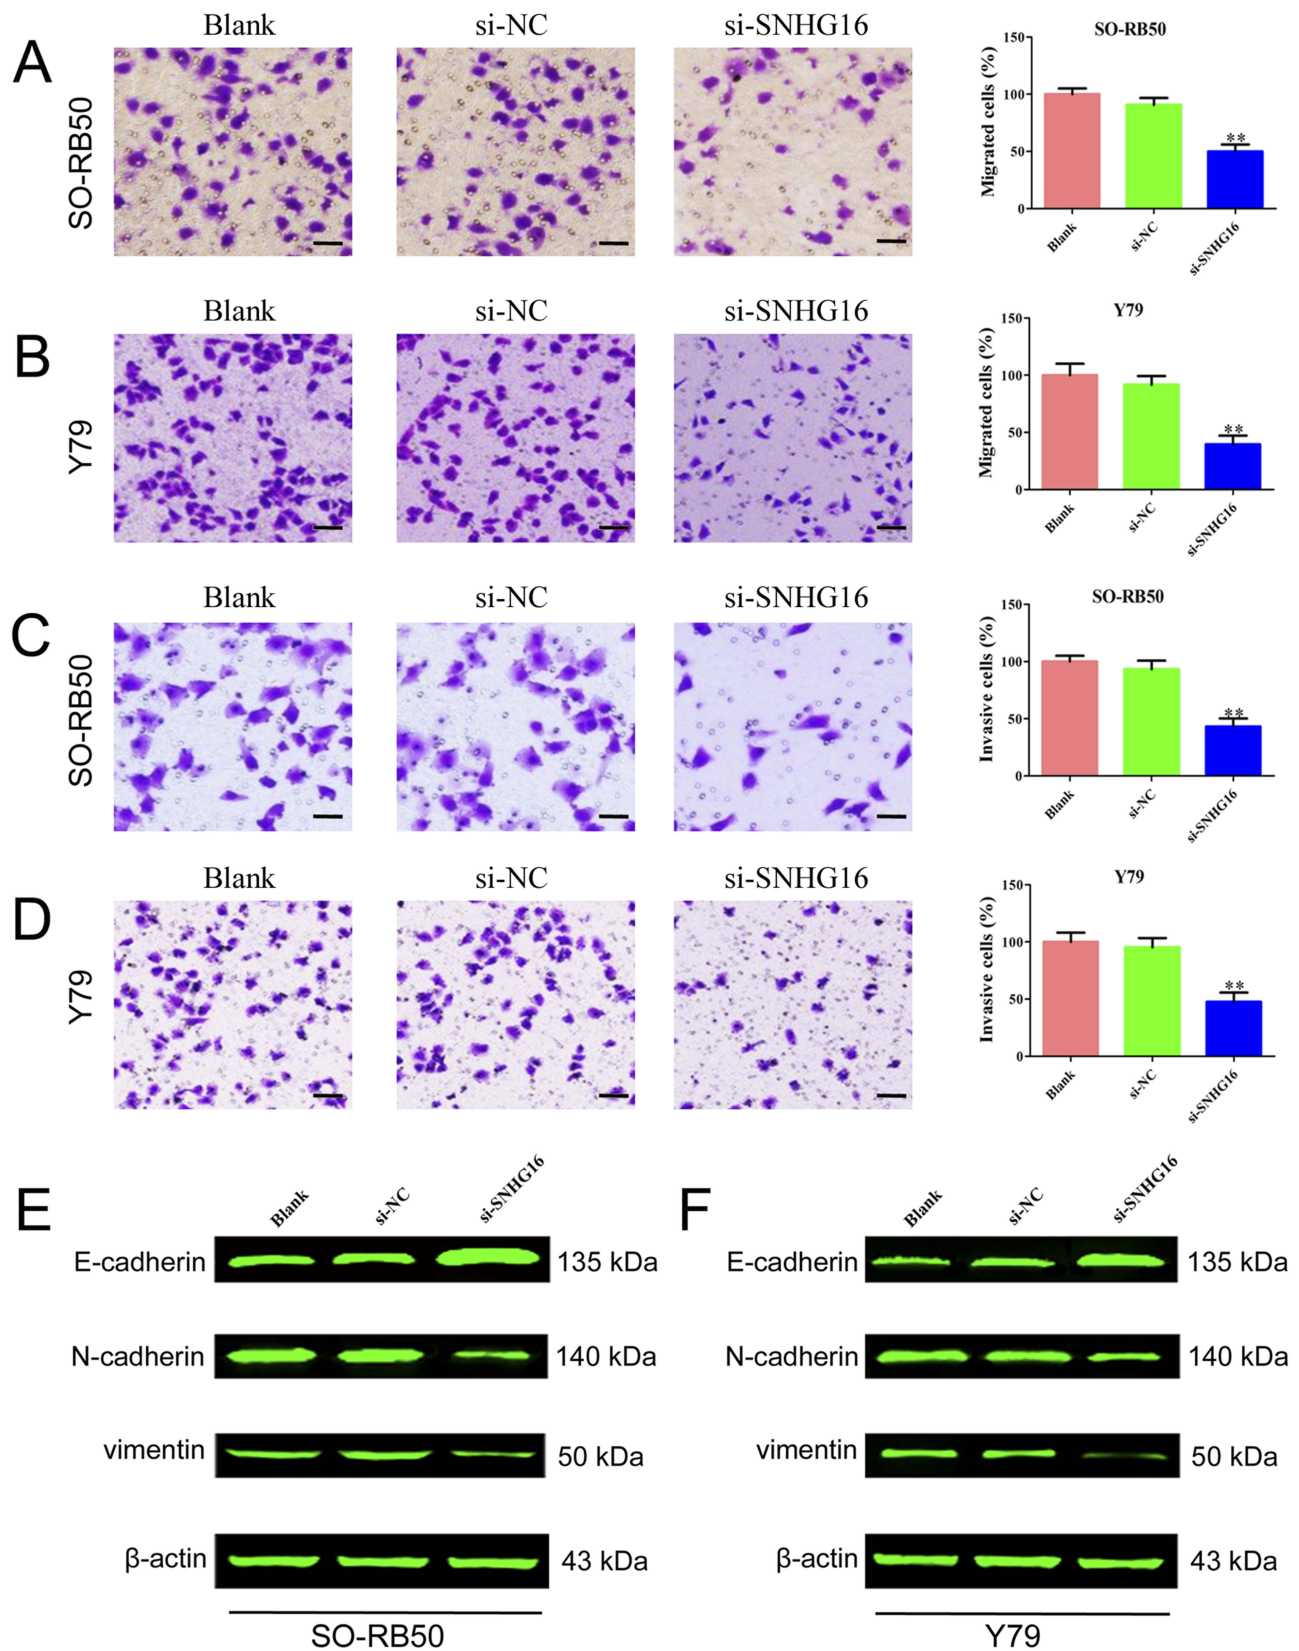 A
SO-RB50
Blank
si-NC
si-SNHG16
SO-RB50
Migrated cells (%)
150
100
50
0
**
Blank
si-NC
si-SNHG16
B
Y79
Blank
si-NC
si-SNHG16
Y79
Migrated cells (%)
150
100
50
0
**
Blank
si-NC
si-SNHG16
C
SO-RB50
Blank
si-NC
si-SNHG16
SO-RB50
Invasive cells (%)
150
100
50
0
**
Blank
si-NC
si-SNHG16
D
Y79
Blank
si-NC
si-SNHG16
Y79
Invasive cells (%)
150
100
50
0
**
Blank
si-NC
si-SNHG16
E
Blank
si-NC
si-SNHG16
E-cadherin
135 kDa
N-cadherin
140 kDa
vimentin
50 kDa
β-actin
43 kDa
SO-RB50
F
Blank
si-NC
si-SNHG16
E-cadherin
135 kDa
N-cadherin
140 kDa
vimentin
50 kDa
β-actin
43 kDa
Y79